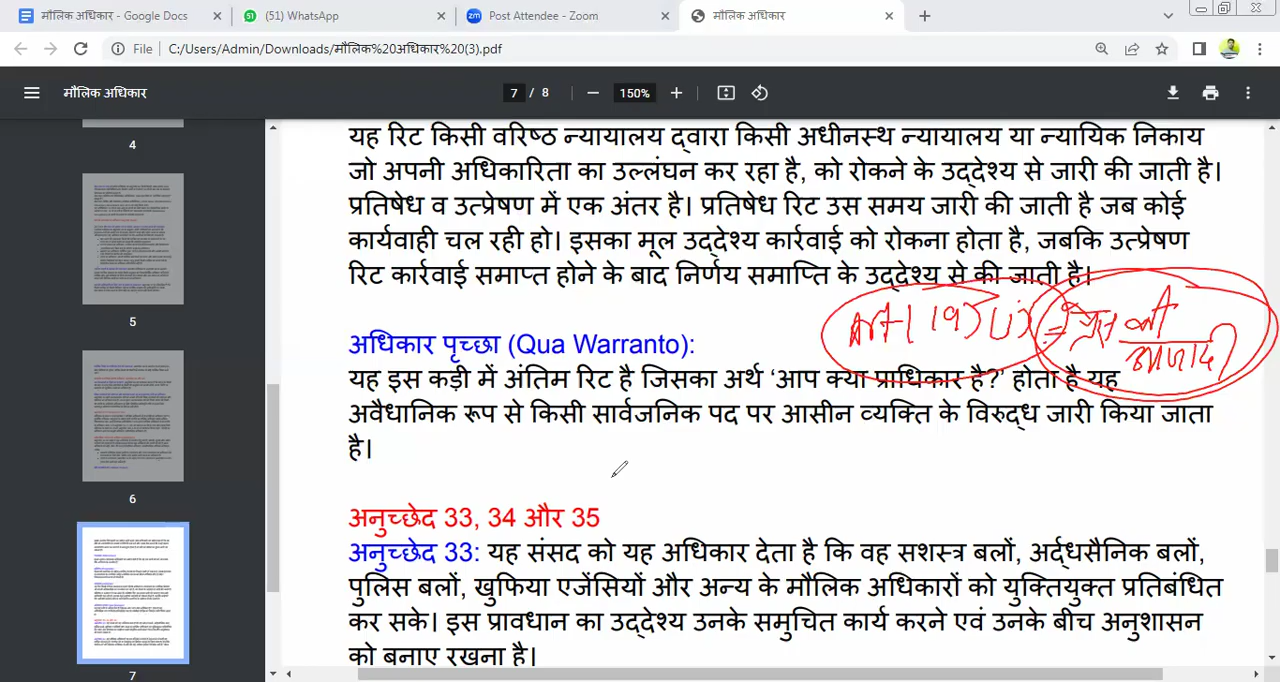 मौलिक अधिकार - Google Docs
(51) WhatsApp
Post Attendee - Zoom
मौलिक अधिकार
File
C:/Users/Admin/Downloads/मौलिक%20अधिकार%20(3).pdf
मौलिक अधिकार
7 / 8
150%
4
5
6
7
यह रिट किसी वरिष्ठ न्यायालय द्वारा किसी अधीनस्थ न्यायालय या न्यायिक निकाय
जो अपनी अधिकारिता का उल्लंघन कर रहा है, को रोकने के उद्देश्य से जारी की जाती है।
प्रतिषेध व उत्प्रेषण में एक अंतर है। प्रतिषेध रिट उस समय जारी की जाती है जब कोई
कार्यवाही चल रही हो। इसका मूल उद्देश्य कार्रवाई को रोकना होता है, जबकि उत्प्रेषण
रिट कार्रवाई समाप्त होने के बाद निर्णय समाप्ति के उद्देश्य से की जाती है।
Art 19 (1) = प्रेस की
आजादी
अधिकार पृच्छा (Qua Warranto):
यह इस कड़ी में अंतिम रिट है जिसका अर्थ ‘आप क्या प्राधिकार है?’ होता है यह
अवैधानिक रूप से किसी सार्वजनिक पद पर आसीन व्यक्ति के विरुद्ध जारी किया जाता
है।
अनुच्छेद 33, 34 और 35
अनुच्छेद 33: यह संसद को यह अधिकार देता है कि वह सशस्त्र बलों, अर्द्धसैनिक बलों,
पुलिस बलों, खुफिया एजेंसियों और अन्य के मौलिक अधिकारों को युक्तियुक्त प्रतिबंधित
कर सके। इस प्रावधान का उद्देश्य उनके समुचित कार्य करने एवं उनके बीच अनुशासन
को बनाए रखना है।